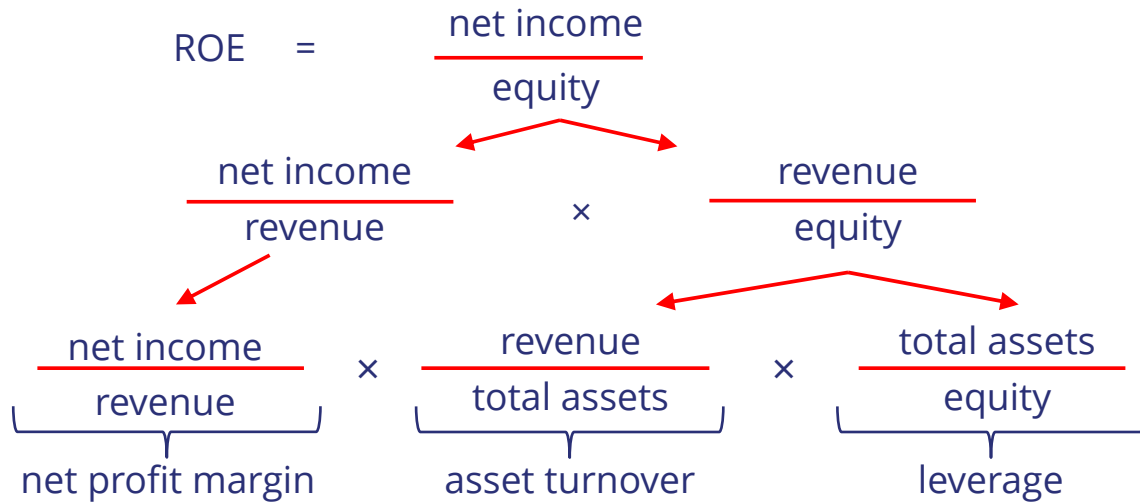 net income
ROE =
equity
net income revenue
×
revenue equity
net income × revenue × total assets
revenue total assets equity
net profit margin asset turnover leverage